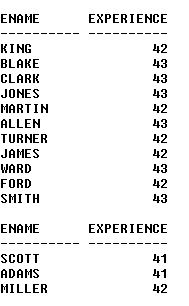 ENAME EXPERIENCE
---------- ----------
KING 42
BLAKE 43
CLARK 43
JONES 43
MARTIN 42
ALLEN 43
TURNER 42
JAMES 42
WARD 43
FORD 42
SMITH 43
ENAME EXPERIENCE
---------- ----------
SCOTT 41
ADAMS 41
MILLER 42